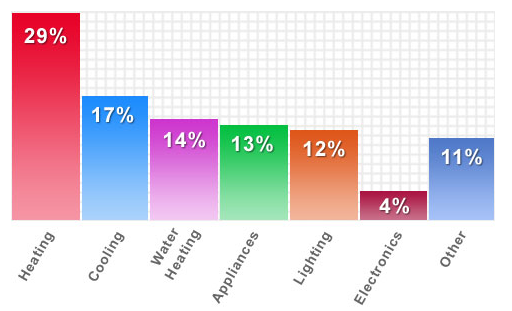 29%
17%
14%
13%
12%
4%
11%
Heating
Cooling
Water
Heating
Appliances
Lighting
Electronics
Other